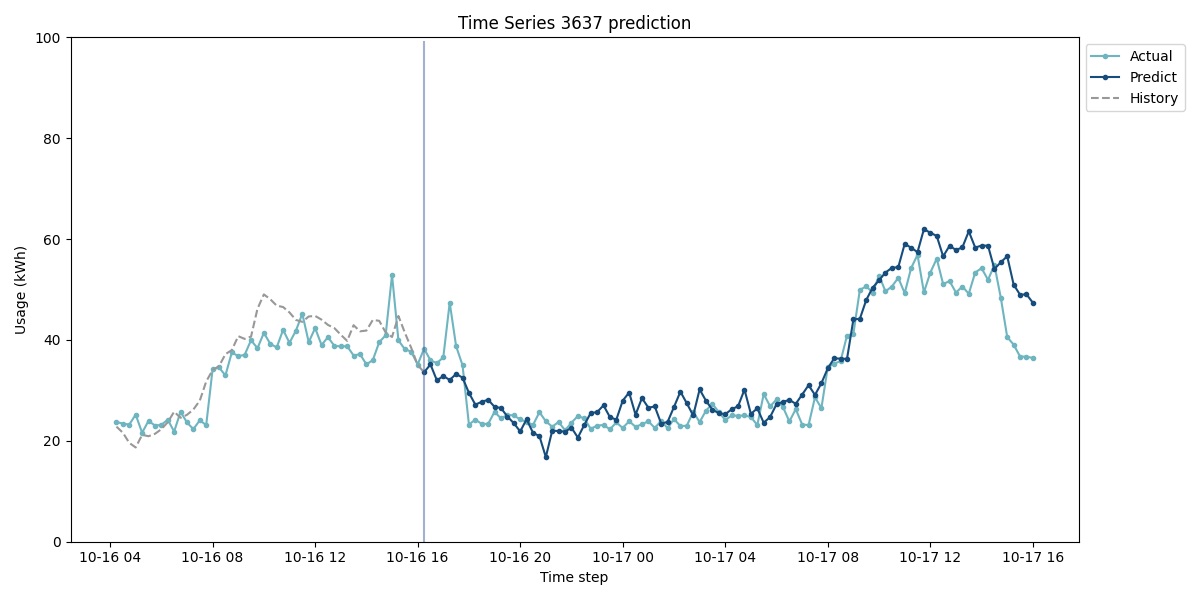 Time Series 3637 prediction
Actual
Predict
History
Usage (kWh)
100
80
60
40
20
0
10-16 04
10-16 08
10-16 12
10-16 16
10-16 20
10-17 00
10-17 04
10-17 08
10-17 12
10-17 16
Time step